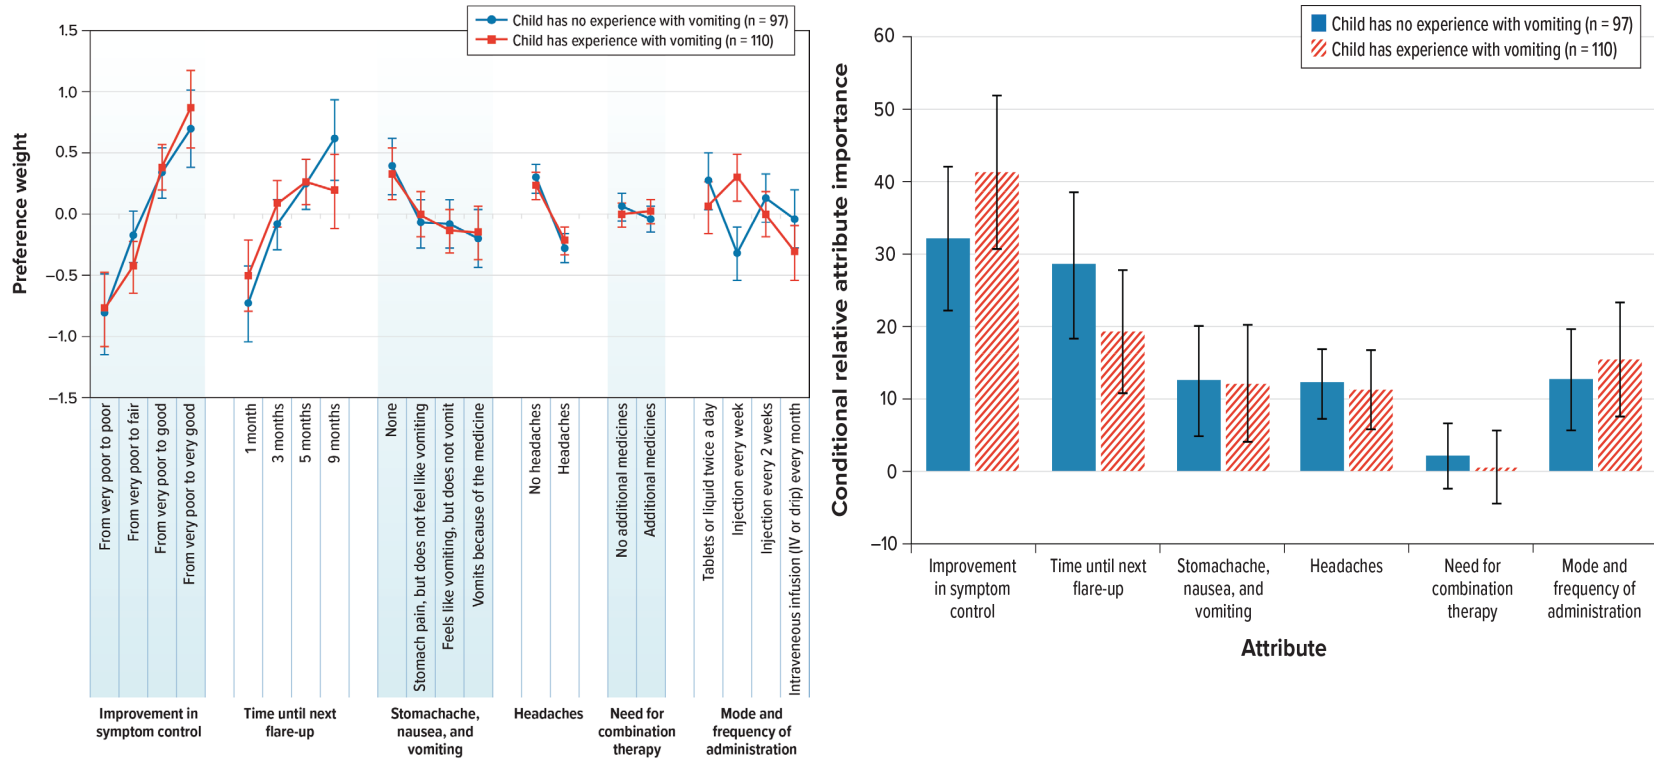 Child has no experience with vomiting (n = 97)
Child has experience with vomiting (n = 110)
Preference weight
1.5
1.0
0.5
0.0
–0.5
–1.0
–1.5
From very poor to poor
From very poor to fair
From very poor to good
From very poor to very good
1 month
3 months
5 months
9 months
None
Stomach pain, but does not feel like vomiting
Feels like vomiting, but does not vomit
Vomits because of the medicine
No headaches
Headaches
No additional medicines
Additional medicines
Tablets or liquid twice a day
Injection every week
Injection every 2 weeks
Intraveneous infusion (IV or drip) every month
Improvement in
symptom control
Time until next
flare-up
Stomachache,
nausea, and
vomiting
Headaches
Need for
combination
therapy
Mode and
frequency of
administration
Child has no experience with vomiting (n = 97)
Child has experience with vomiting (n = 110)
Conditional relative attribute importance
60
50
40
30
20
10
0
–10
Improvement
in symptom
control
Time until next
flare-up
Stomachache,
nausea, and
vomiting
Headaches
Need for
combination
therapy
Mode and
frequency of
administration
Attribute